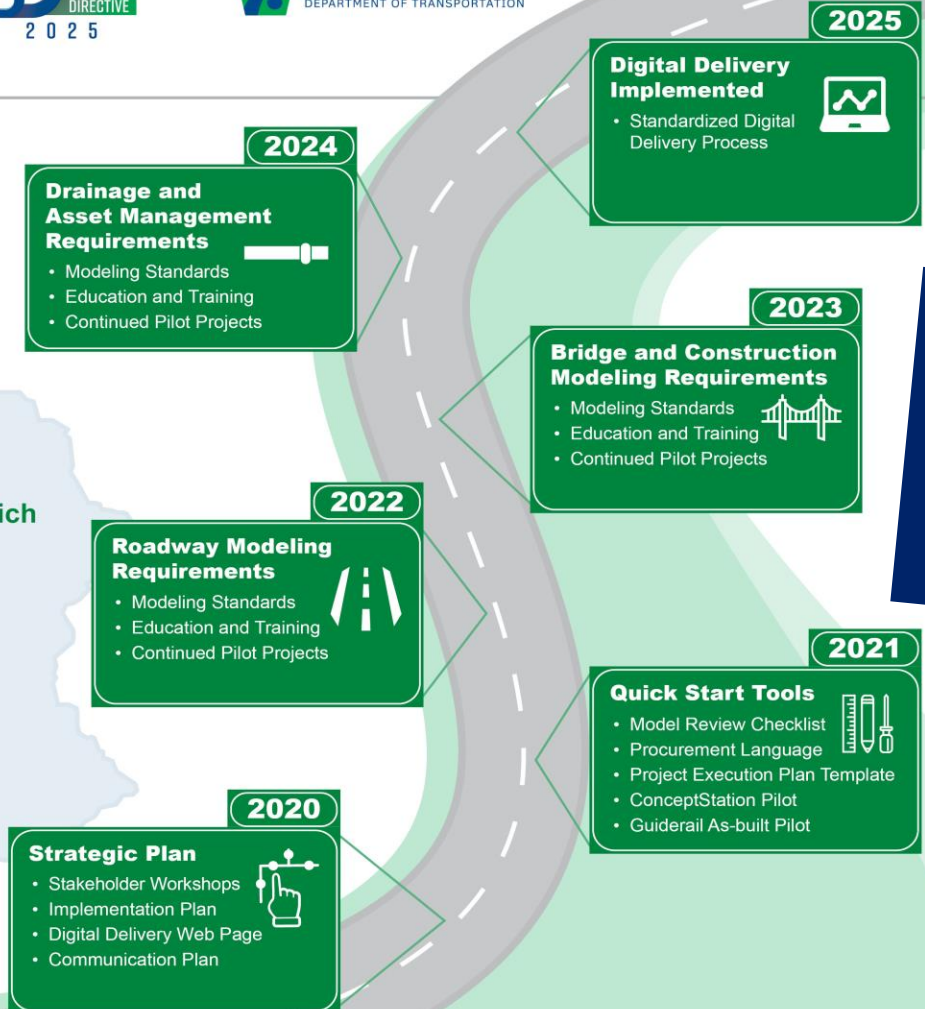 DIRECTIVE
2025
DEPARTMENT OF TRANSPORTATION
2025
Digital Delivery
Implemented
• Standardized Digital
Delivery Process
2024
Drainage and
Asset Management
Requirements
• Modeling Standards
• Education and Training
• Continued Pilot Projects
2023
Bridge and Construction
Modeling Requirements
• Modeling Standards
• Education and Training
• Continued Pilot Projects
ich
2022
Roadway Modeling
Requirements
• Modeling Standards
• Education and Training
• Continued Pilot Projects
2021
Quick Start Tools
• Model Review Checklist
• Procurement Language
• Project Execution Plan Template
• ConceptStation Pilot
• Guiderail As-built Pilot
2020
Strategic Plan
• Stakeholder Workshops
• Implementation Plan
• Digital Delivery Web Page
• Communication Plan